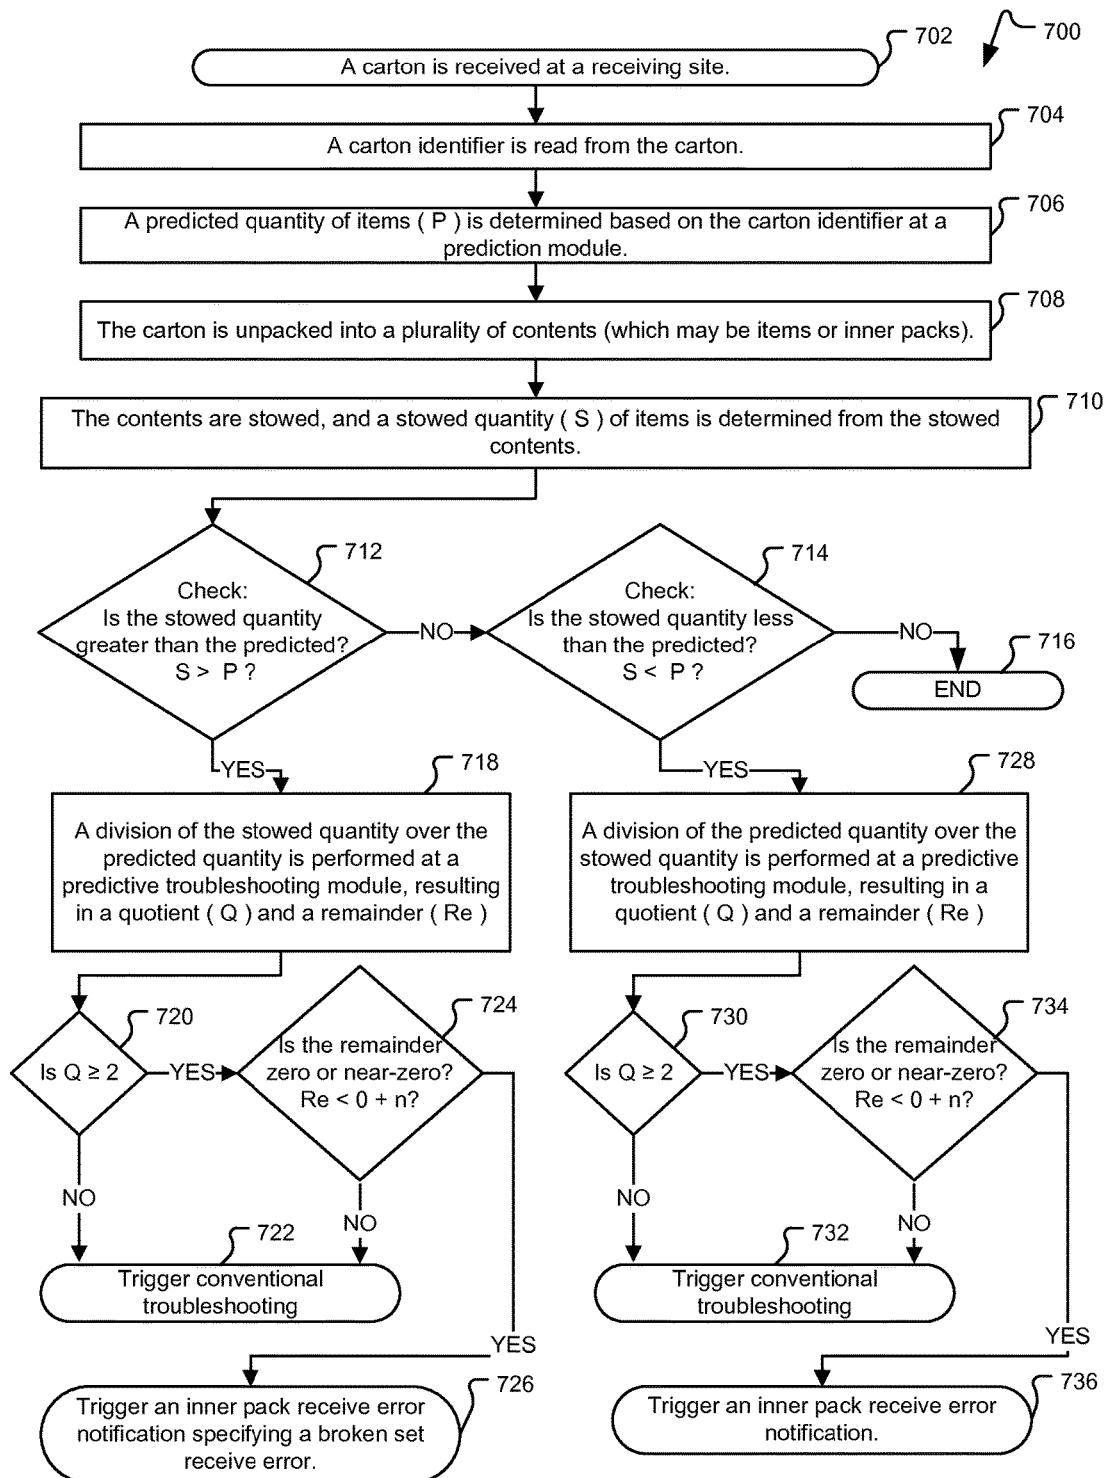 700
702
A carton is received at a receiving site.
704
A carton identifier is read from the carton.
706
A predicted quantity of items ( P ) is determined based on the carton identifier at a
prediction module.
708
The carton is unpacked into a plurality of contents (which may be items or inner packs).
710
The contents are stowed, and a stowed quantity ( S ) of items is determined from the stowed
contents.
712
Check:
Is the stowed quantity
greater than the predicted?
S > P ?
NO
714
Check:
Is the stowed quantity less
than the predicted?
S < P ?
NO
716
END
YES
718
A division of the stowed quantity over the
predicted quantity is performed at a
predictive troubleshooting module, resulting
in a quotient ( Q ) and a remainder ( Re )
YES
728
A division of the predicted quantity over the
stowed quantity is performed at a predictive
troubleshooting module, resulting in a
quotient ( Q ) and a remainder ( Re )
720
Is Q ≥ 2
YES
724
Is the remainder
zero or near-zero?
Re < 0 + n?
730
Is Q ≥ 2
YES
734
Is the remainder
zero or near-zero?
Re < 0 + n?
NO
NO
722
Trigger conventional
troubleshooting
NO
NO
732
Trigger conventional
troubleshooting
YES
726
Trigger an inner pack receive error
notification specifying a broken set
receive error.
YES
736
Trigger an inner pack receive error
notification.